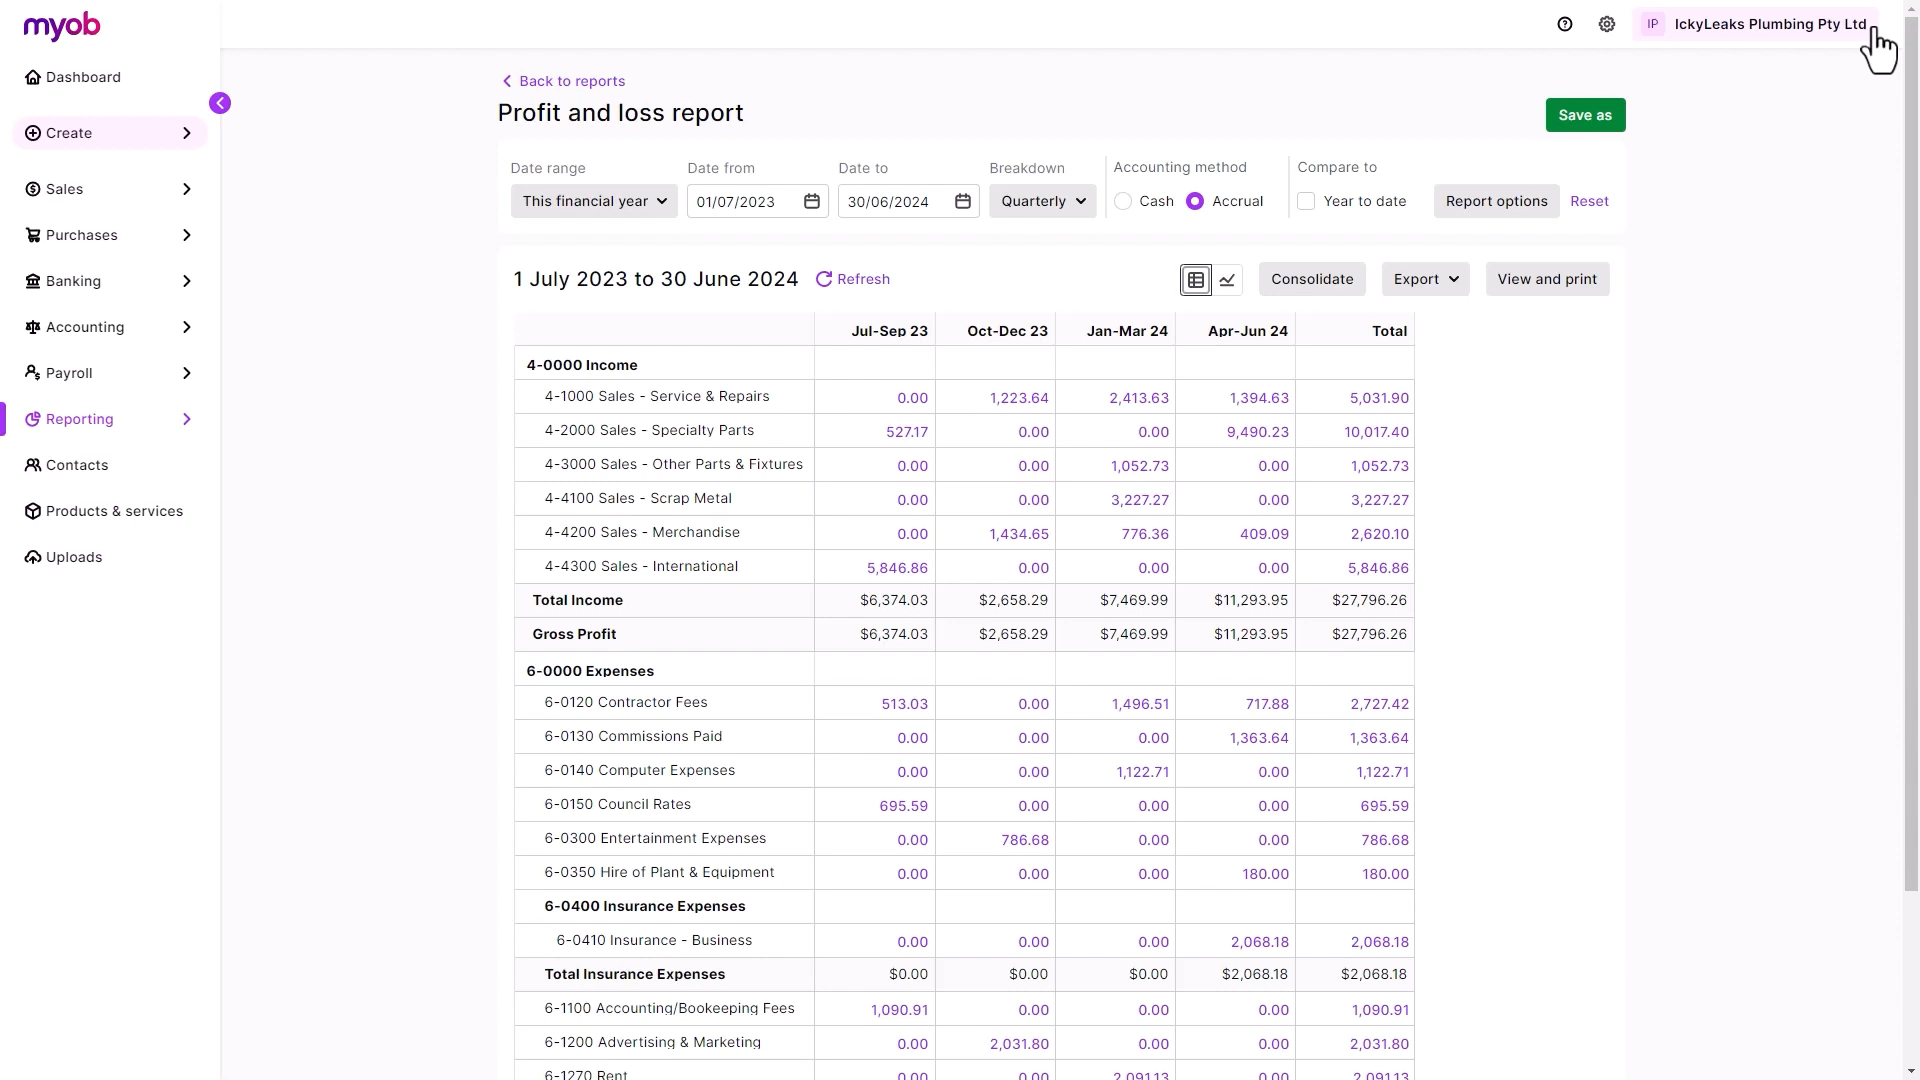 myob
IP IckyLeaks Plumbing Pty Ltd
Dashboard
Create
Sales
Purchases
Banking
Accounting
Payroll
Reporting
Contacts
Products & services
Uploads
Back to reports
Profit and loss report
Save as
Date range Date from Date to Breakdown Accounting method Compare to
This financial year 01/07/2023 30/06/2024 Quarterly Cash Accrual Year to date Report options Reset
1 July 2023 to 30 June 2024 Refresh Consolidate Export View and print
Jul-Sep 23 Oct-Dec 23 Jan-Mar 24 Apr-Jun 24 Total
4-0000 Income
4-1000 Sales - Service & Repairs 0.00 1,223.64 2,413.63 1,394.63 5,031.90
4-2000 Sales - Specialty Parts 527.17 0.00 0.00 9,490.23 10,017.40
4-3000 Sales - Other Parts & Fixtures 0.00 0.00 1,052.73 0.00 1,052.73
4-4100 Sales - Scrap Metal 0.00 0.00 3,227.27 0.00 3,227.27
4-4200 Sales - Merchandise 0.00 1,434.65 776.36 409.09 2,620.10
4-4300 Sales - International 5,846.86 0.00 0.00 0.00 5,846.86
Total Income $6,374.03 $2,658.29 $7,469.99 $11,293.95 $27,796.26
Gross Profit $6,374.03 $2,658.29 $7,469.99 $11,293.95 $27,796.26
6-0000 Expenses
6-0120 Contractor Fees 513.03 0.00 1,496.51 717.88 2,727.42
6-0130 Commissions Paid 0.00 0.00 0.00 1,363.64 1,363.64
6-0140 Computer Expenses 0.00 0.00 1,122.71 0.00 1,122.71
6-0150 Council Rates 695.59 0.00 0.00 0.00 695.59
6-0300 Entertainment Expenses 0.00 786.68 0.00 0.00 786.68
6-0350 Hire of Plant & Equipment 0.00 0.00 0.00 180.00 180.00
6-0400 Insurance Expenses
6-0410 Insurance - Business 0.00 0.00 0.00 2,068.18 2,068.18
Total Insurance Expenses $0.00 $0.00 $0.00 $2,068.18 $2,068.18
6-1100 Accounting/Bookeeping Fees 1,090.91 0.00 0.00 0.00 1,090.91
6-1200 Advertising & Marketing 0.00 2,031.80 0.00 0.00 2,031.80
6-1270 Rent 0.00 0.00 2,091.13 0.00 2,091.13